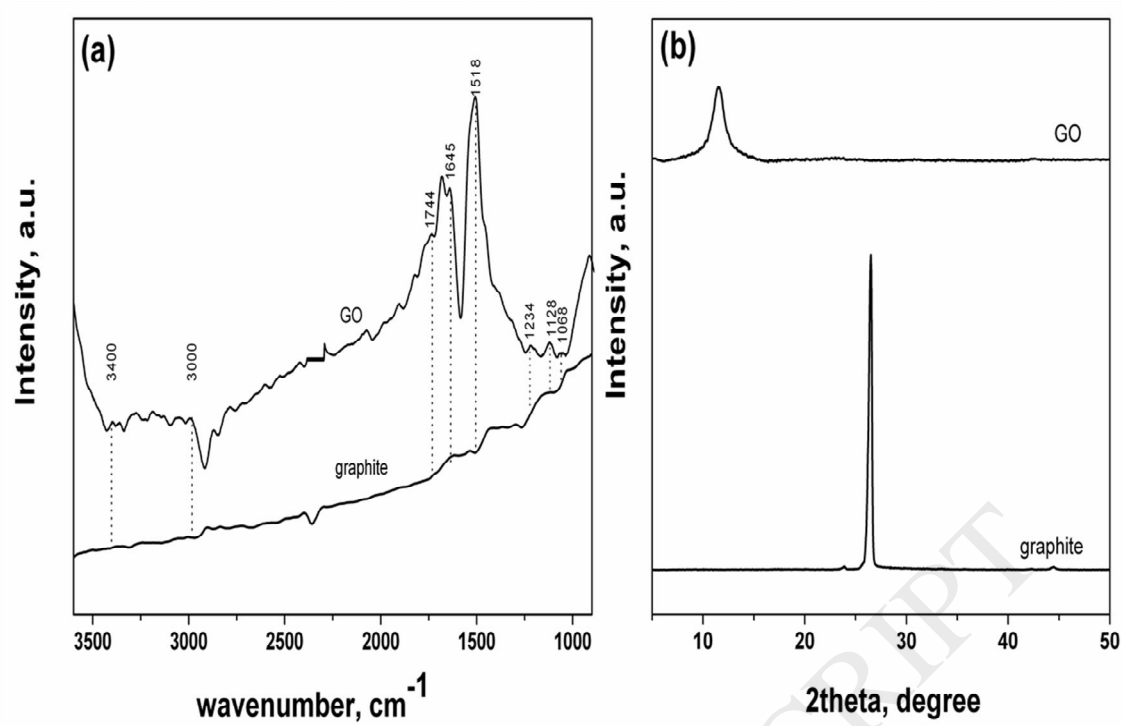 (a)
3400
3000
GO
graphite
1744
1645
1518
1234
1128
1068
Intensity, a.u.
3500 3000 2500 2000 1500 1000
wavenumber, cm-1
(b)
GO
graphite
Intensity, a.u.
10 20 30 40 50
2theta, degree
CRIPT